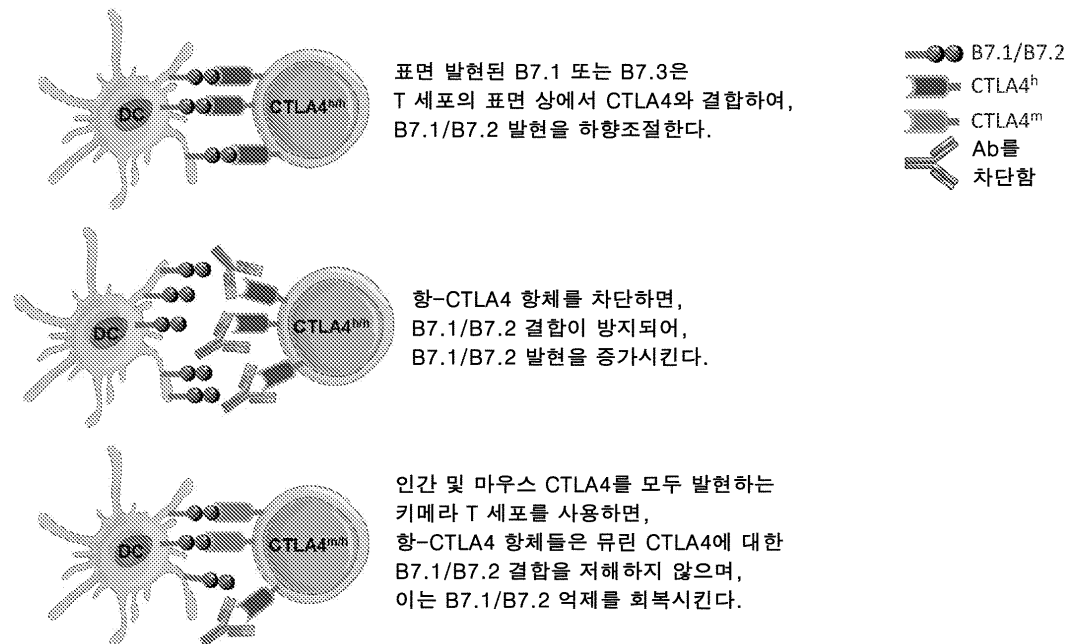 DC
CTLA4h/h
표면 발현된 B7.1 또는 B7.3은
T 세포의 표면 상에서 CTLA4와 결합하여,
B7.1/B7.2 발현을 하향조절한다.
B7.1/B7.2
CTLA4h
CTLA4m
Ab를
차단함
DC
CTLA4h/h
항-CTLA4 항체를 차단하면,
B7.1/B7.2 결합이 방지되어,
B7.1/B7.2 발현을 증가시킨다.
DC
CTLA4m/h
인간 및 마우스 CTLA4를 모두 발현하는
키메라 T 세포를 사용하면,
항-CTLA4 항체들은 뮤린 CTLA4에 대한
B7.1/B7.2 결합을 저해하지 않으며,
이는 B7.1/B7.2 억제를 회복시킨다.